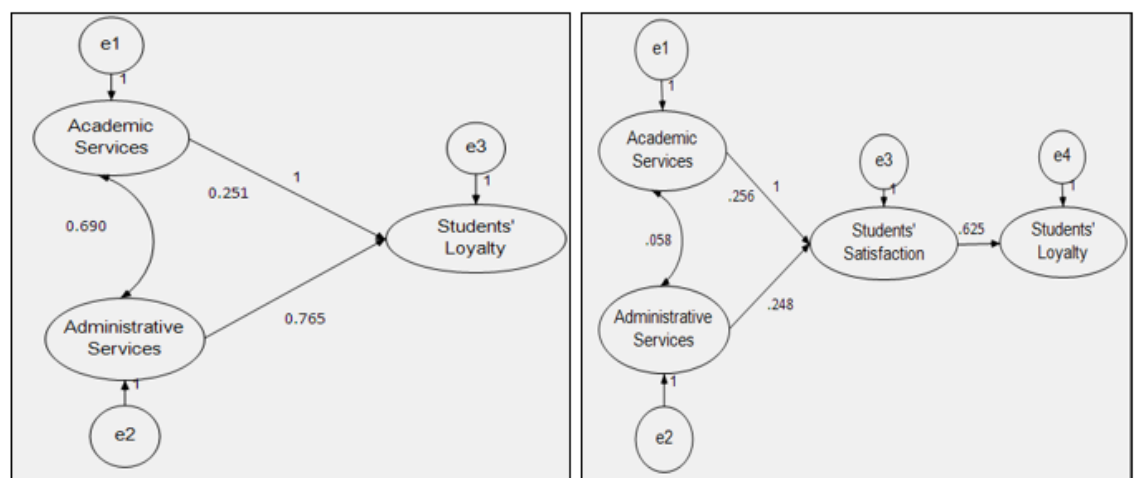 e1
1
Academic
Services
e3
1
0.251
1
0.690
Students'
Loyalty
0.765
Administrative
Services
1
e2
e1
1
Academic
Services
e3
e4
1
1
1
.256
.058
Students'
Satisfaction
.625
Students'
Loyalty
.248
Administrative
Services
1
e2